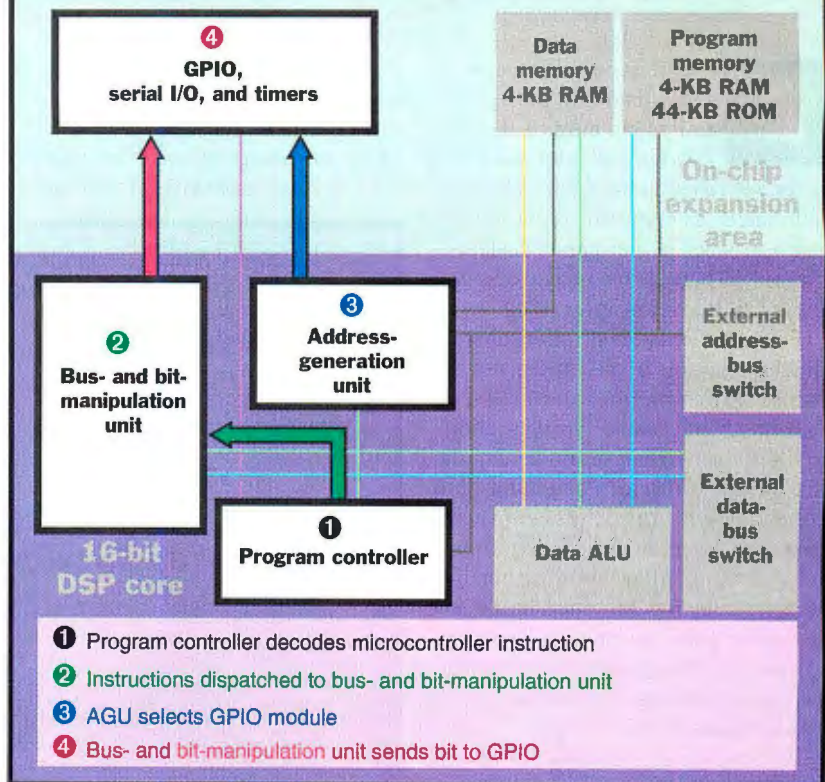 4
GPIO,
serial I/O, and timers
Data
memory
4-KB RAM
Program
memory
4-KB RAM
44-KB ROM
On-chip
expansion
area
2
Bus- and bit-
manipulation
unit
3
Address-
generation
unit
External
address-
bus
switch
1
Program controller
Data ALU
External
data-
bus
switch
16-bit
DSP core
1 Program controller decodes microcontroller instruction
2 Instructions dispatched to bus- and bit-manipulation unit
3 AGU selects GPIO module
4 Bus- and bit-manipulation unit sends bit to GPIO